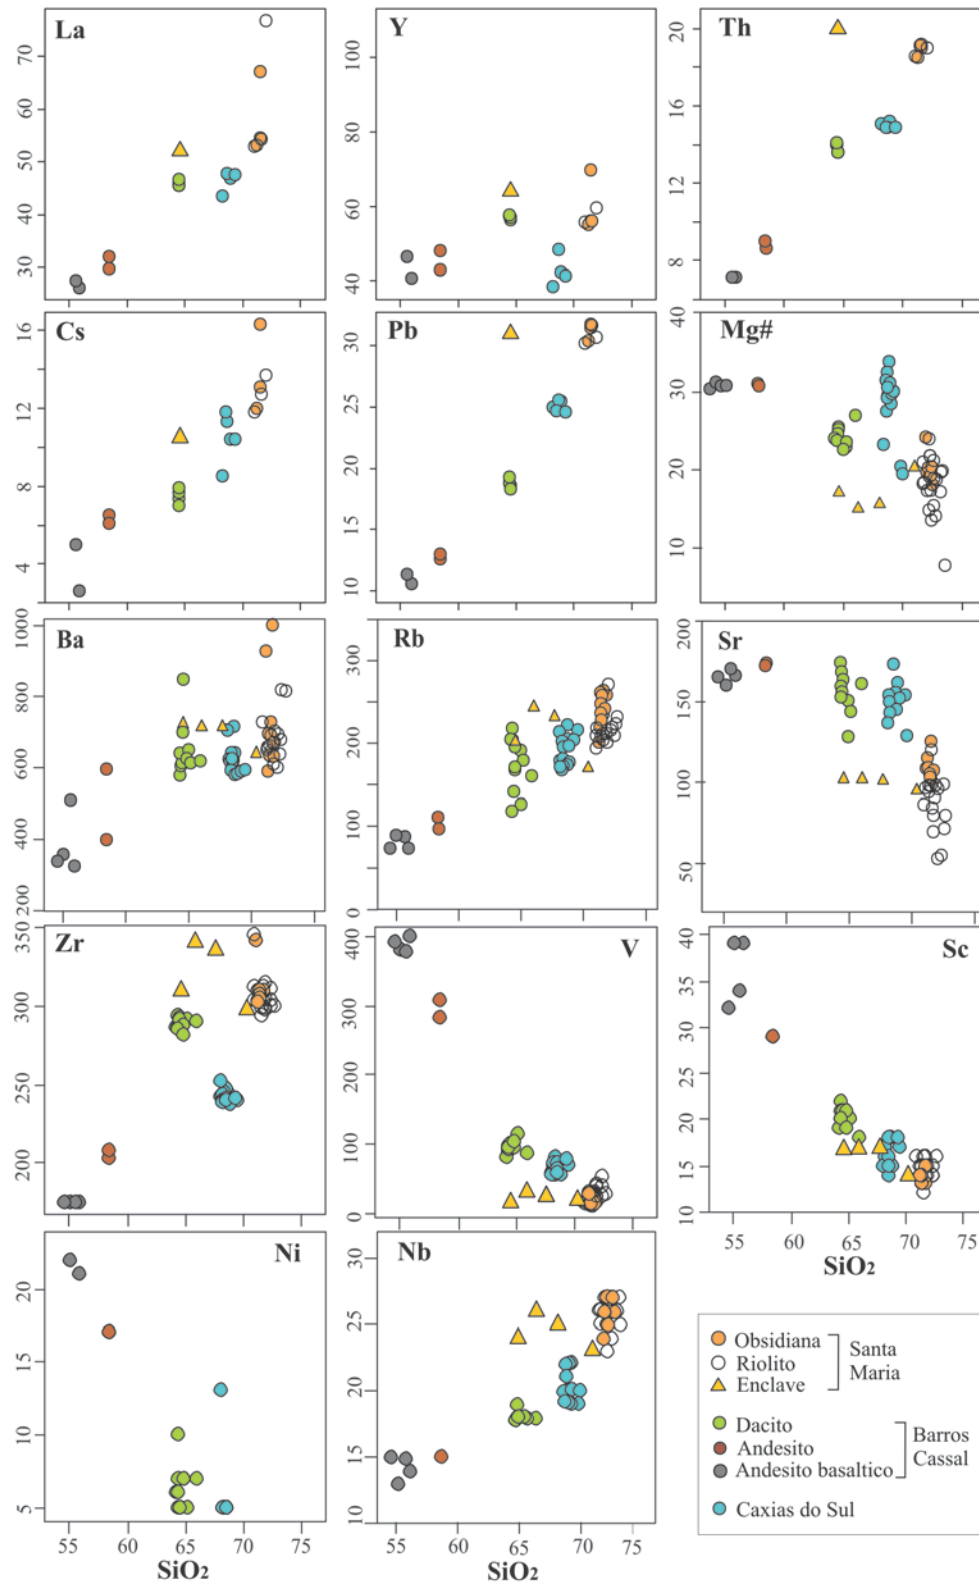 La
70
60
50
40
30
Y
100
80
60
40
Th
20
16
12
8
Cs
16
12
8
4
Pb
30
25
20
15
10
Mg#
40
30
20
10
Ba
1000
800
600
400
200
Rb
300
200
100
0
Sr
200
150
100
50
Zr
350
300
250
200
V
400
300
200
100
0
Sc
40
35
30
25
20
15
10
55 60 65 70 75
SiO2
Ni
20
15
10
5
55 60 65 70 75
SiO2
Nb
30
25
20
15
10
55 60 65 70 75
SiO2
Obsidiana
Riolito
Enclave
Santa
Maria
Dacito
Andesito
Andesito basaltico
Barros
Cassal
Caxias do Sul